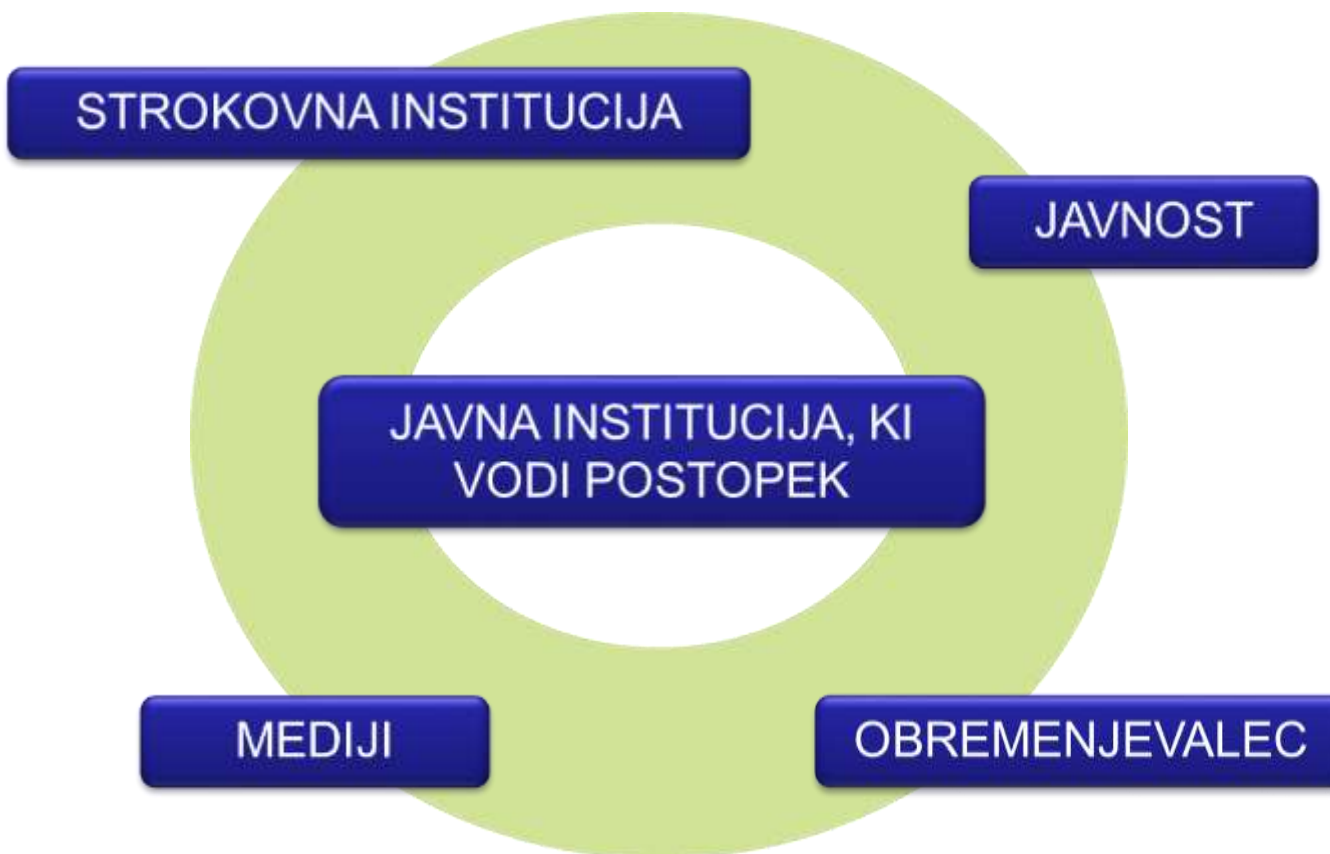 STROKOVNA INSTITUCIJA
JAVNOST
JAVNA INSTITUCIJA, KI
VODI POSTOPEK
MEDIJI
OBREMENJEVALEC